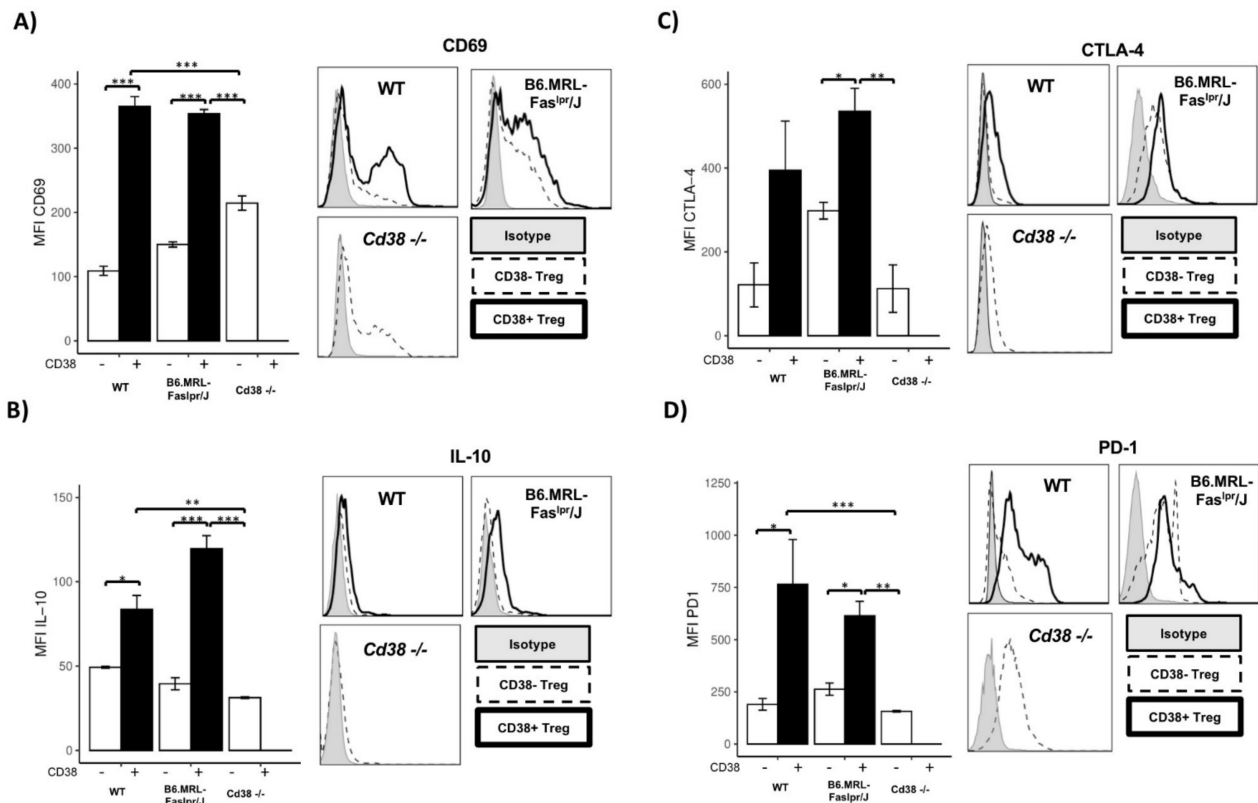 A)
CD69
MFI CD69
400
300
200
100
0
***
***
***
***
CD38
- + - + - +
WT
B6.MRL-
Faslpr/J
Cd38 -/-
WT
B6.MRL-
Fas^lpr/J
Cd38 -/-
Isotype
CD38- Treg
CD38+ Treg
B)
IL-10
MFI IL–10
150
100
50
0
*
**
***
***
CD38
- + - + - +
WT
B6.MRL-
Faslpr/J
Cd38 -/-
WT
B6.MRL-
Fas^lpr/J
Cd38 -/-
Isotype
CD38- Treg
CD38+ Treg
C)
CTLA-4
MFI CTLA–4
600
400
200
0
*
**
CD38
- + - + - +
WT
B6.MRL-
Faslpr/J
Cd38 -/-
WT
B6.MRL-
Fas^lpr/J
Cd38 -/-
Isotype
CD38- Treg
CD38+ Treg
D)
PD-1
MFI PD1
1250
1000
750
500
250
0
*
***
*
**
CD38
- + - + - +
WT
B6.MRL-
Faslpr/J
Cd38 -/-
WT
B6.MRL-
Fas^lpr/J
Cd38 -/-
Isotype
CD38- Treg
CD38+ Treg